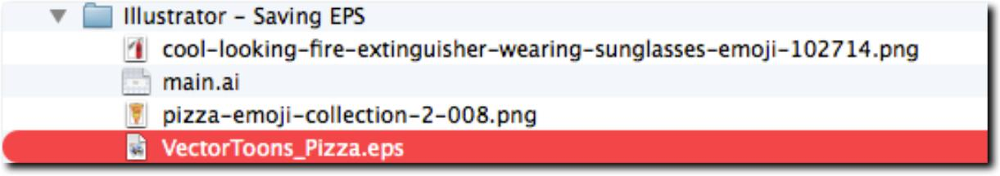 Illustrator – Saving EPS
cool-looking-fire-extinguisher-wearing-sunglasses-emoji-102714.png
main.ai
pizza-emoji-collection-2-008.png
VectorToons_Pizza.eps